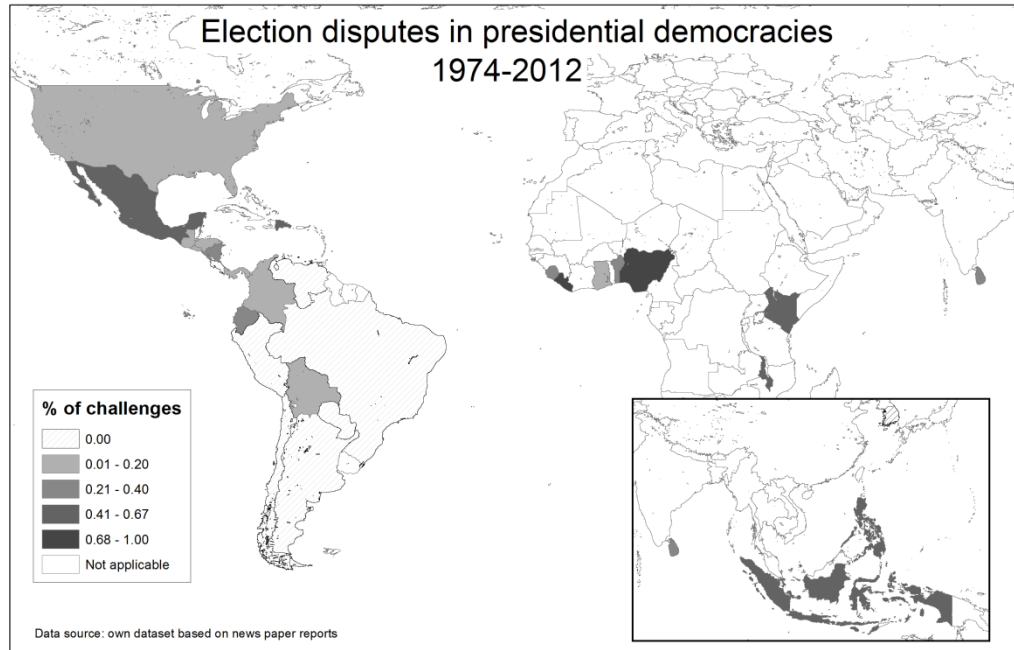 Election disputes in presidential democracies
1974-2012
% of challenges
0.00
0.01 - 0.20
0.21 - 0.40
0.41 - 0.67
0.68 - 1.00
Not applicable
Data source: own dataset based on news paper reports